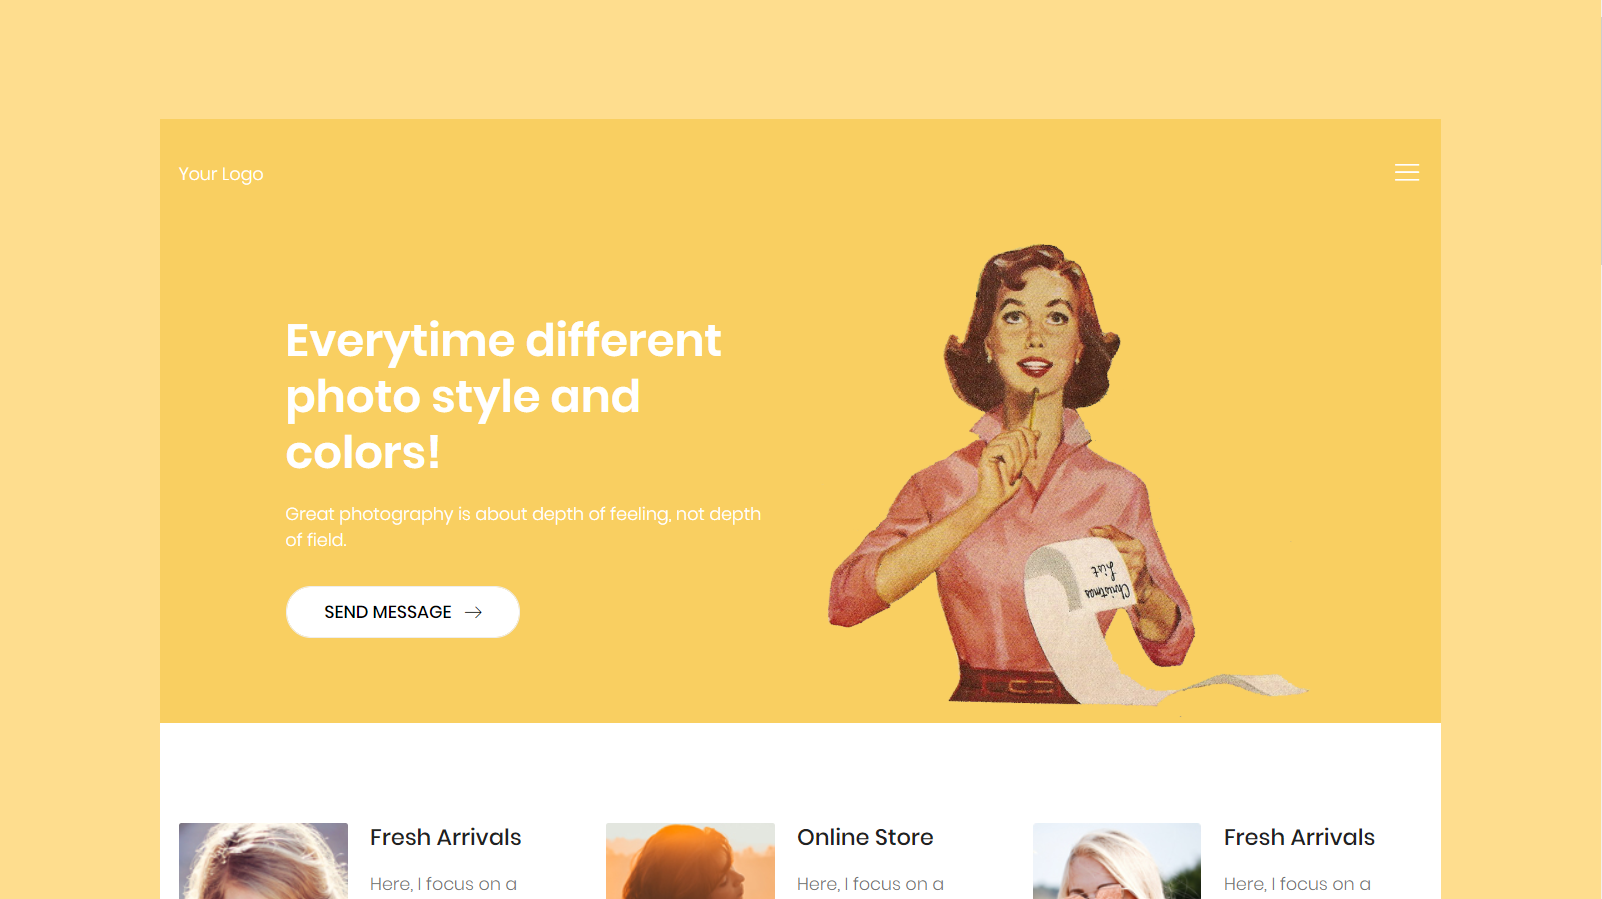 Your Logo
Everytime different
photo style and
colors!
Great photography is about depth of feeling, not depth
of field.
SEND MESSAGE
Christmas
List
Fresh Arrivals
Here, I focus on a
Online Store
Here, I focus on a
Fresh Arrivals
Here, I focus on a